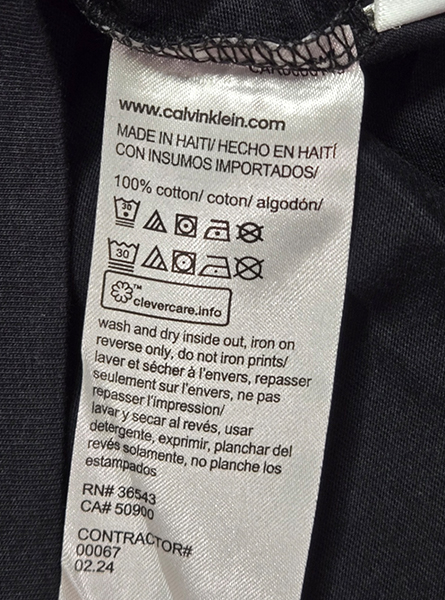 www.calvinklein.com
MADE IN HAITI/ HECHO EN HAITÍ
CON INSUMOS IMPORTADOS/
100% cotton/ coton/ algodón/
30
30
™
clevercare.info
wash and dry inside out, iron on
reverse only, do not iron prints/
laver et sécher à l'envers, repasser
seulement sur l'envers, ne pas
repasser l'impression/
lavar y secar al revés, usar
detergente, exprimir, planchar del
revés solamente, no planche los
estampados
RN# 36543
CA# 50900
CONTRACTOR#
00067
02.24